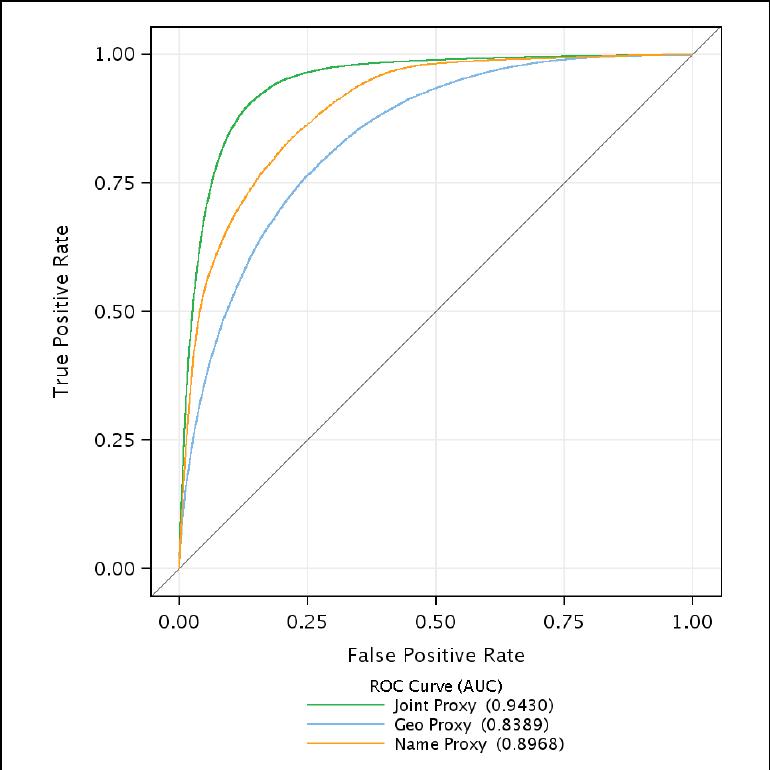 1.00
0.75
0.50
0.25
0.00
True Positive Rate
0.00 0.25 0.50 0.75 1.00
False Positive Rate
ROC Curve (AUC)
Joint Proxy (0.9430)
Geo Proxy (0.8389)
Name Proxy (0.8968)